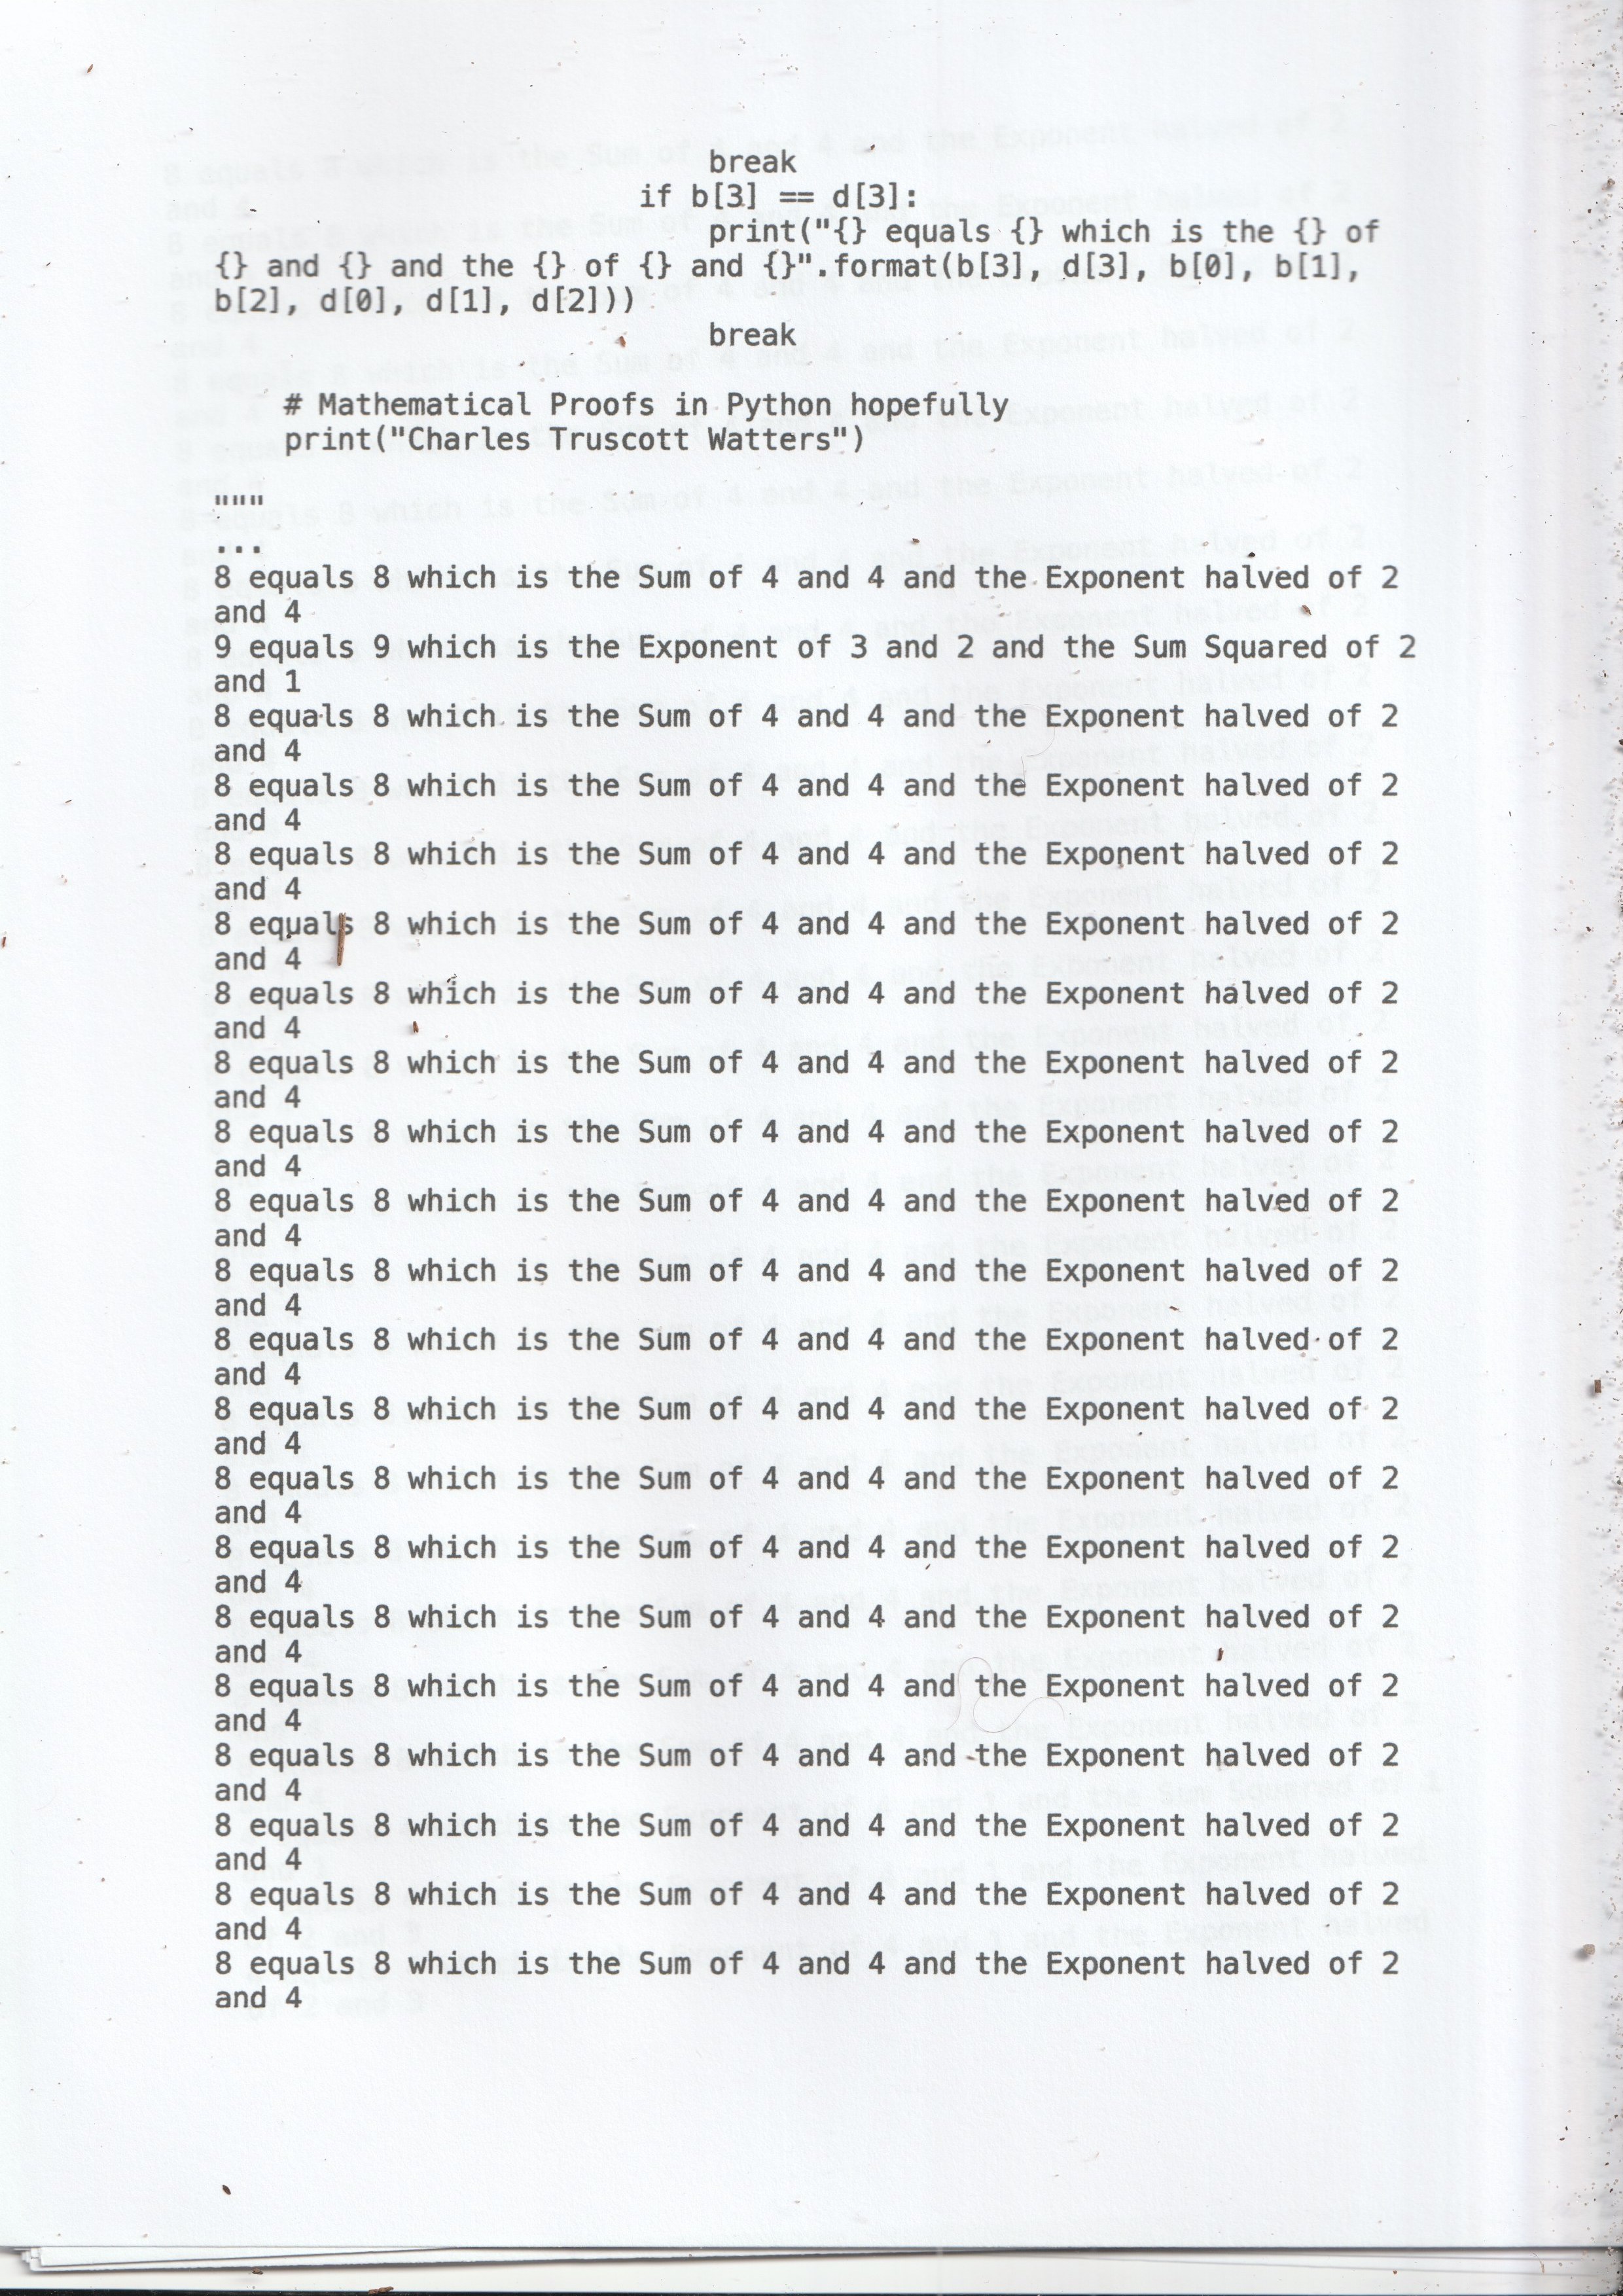 break
if b[3] == d[3]:
print("{} equals {} which is the {} of
{} and {} and the {} of {} and {}".format(b[3], d[3], b[0], b[1],
b[2], d[0], d[1], d[2]))
break
# Mathematical Proofs in Python hopefully
print("Charles Truscott Watters")
"""
...
8 equals 8 which is the Sum of 4 and 4 and the Exponent halved of 2
and 4
9 equals 9 which is the Exponent of 3 and 2 and the Sum Squared of 2
and 1
8 equals 8 which is the Sum of 4 and 4 and the Exponent halved of 2
and 4
8 equals 8 which is the Sum of 4 and 4 and the Exponent halved of 2
and 4
8 equals 8 which is the Sum of 4 and 4 and the Exponent halved of 2
and 4
8 equals 8 which is the Sum of 4 and 4 and the Exponent halved of 2
and 4
8 equals 8 which is the Sum of 4 and 4 and the Exponent halved of 2
and 4
8 equals 8 which is the Sum of 4 and 4 and the Exponent halved of 2
and 4
8 equals 8 which is the Sum of 4 and 4 and the Exponent halved of 2
and 4
8 equals 8 which is the Sum of 4 and 4 and the Exponent halved of 2
and 4
8 equals 8 which is the Sum of 4 and 4 and the Exponent halved of 2
and 4
8 equals 8 which is the Sum of 4 and 4 and the Exponent halved of 2
and 4
8 equals 8 which is the Sum of 4 and 4 and the Exponent halved of 2
and 4
8 equals 8 which is the Sum of 4 and 4 and the Exponent halved of 2
and 4
8 equals 8 which is the Sum of 4 and 4 and the Exponent halved of 2
and 4
8 equals 8 which is the Sum of 4 and 4 and the Exponent halved of 2
and 4
8 equals 8 which is the Sum of 4 and 4 and the Exponent halved of 2
and 4
8 equals 8 which is the Sum of 4 and 4 and the Exponent halved of 2
and 4
8 equals 8 which is the Sum of 4 and 4 and the Exponent halved of 2
and 4
8 equals 8 which is the Sum of 4 and 4 and the Exponent halved of 2
and 4
8 equals 8 which is the Sum of 4 and 4 and the Exponent halved of 2
and 4